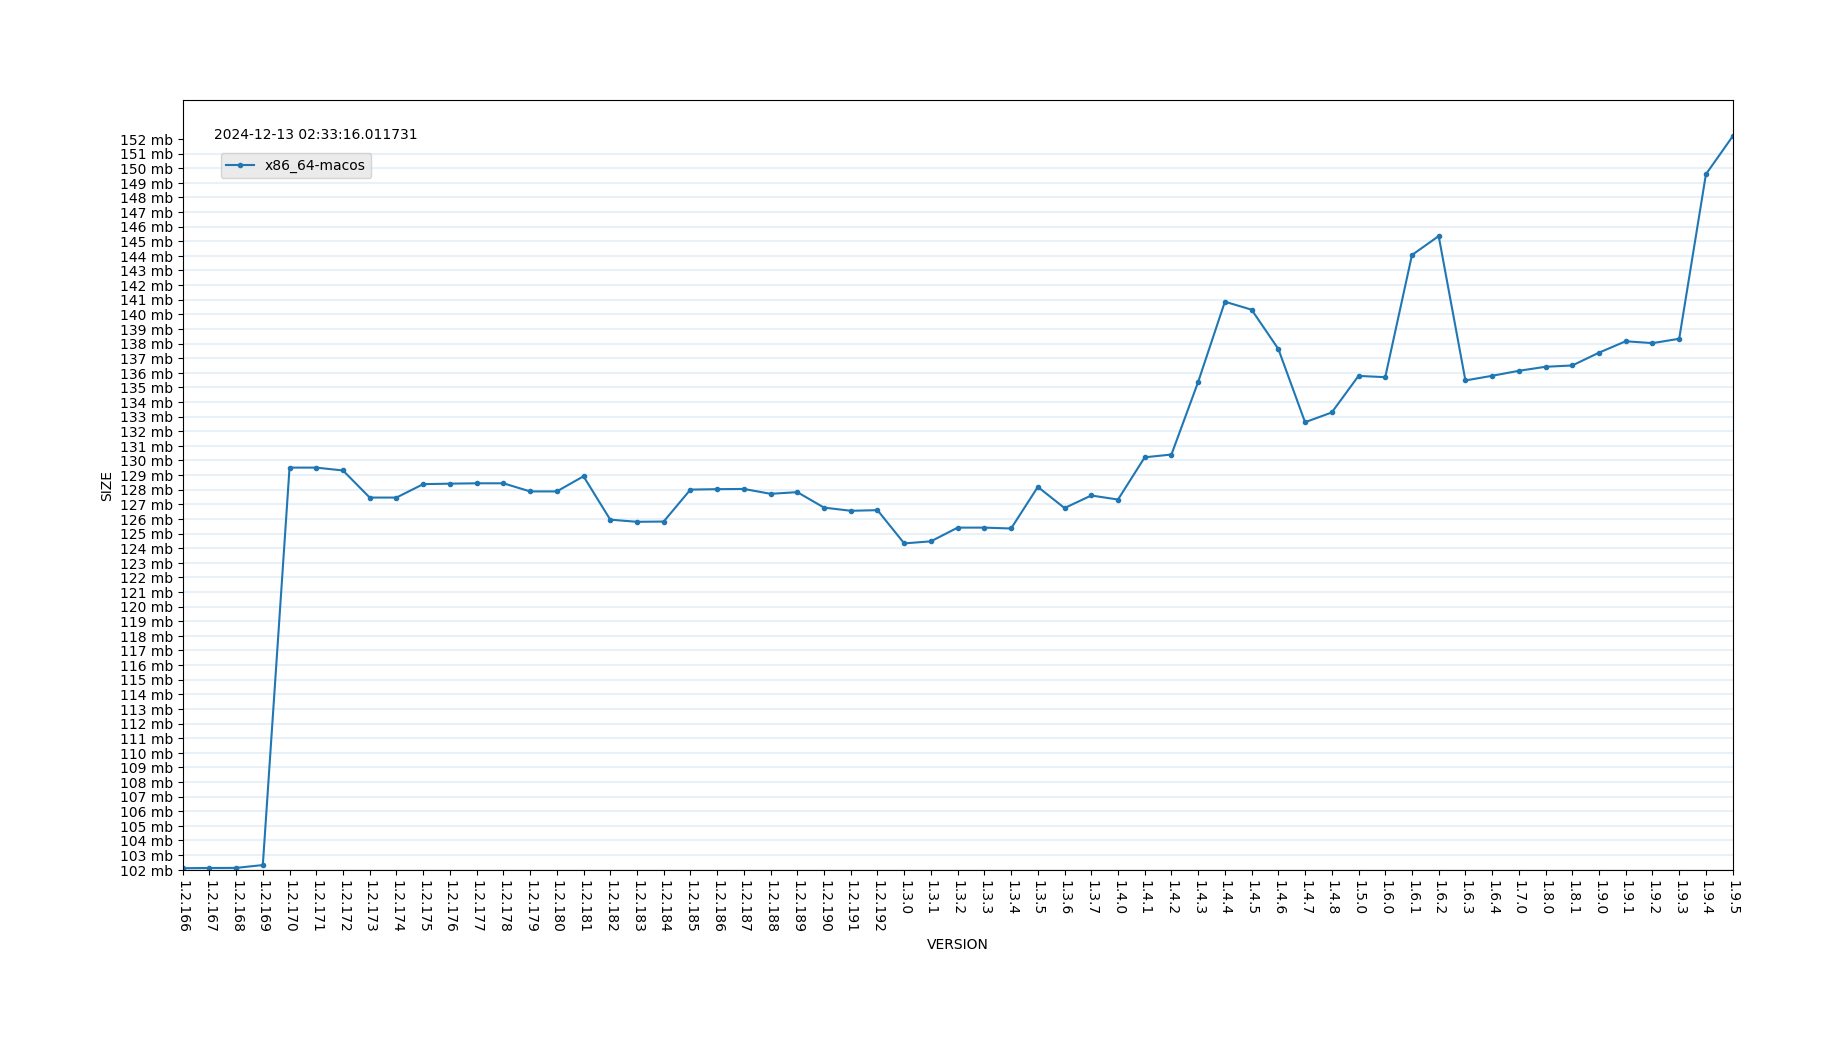 2024-12-13 02:33:16.011731
x86_64-macos
SIZE
152 mb
151 mb
150 mb
149 mb
148 mb
147 mb
146 mb
145 mb
144 mb
143 mb
142 mb
141 mb
140 mb
139 mb
138 mb
137 mb
136 mb
135 mb
134 mb
133 mb
132 mb
131 mb
130 mb
129 mb
128 mb
127 mb
126 mb
125 mb
124 mb
123 mb
122 mb
121 mb
120 mb
119 mb
118 mb
117 mb
116 mb
115 mb
114 mb
113 mb
112 mb
111 mb
110 mb
109 mb
108 mb
107 mb
106 mb
105 mb
104 mb
103 mb
102 mb
1.2.166
1.2.167
1.2.168
1.2.169
1.2.170
1.2.171
1.2.172
1.2.173
1.2.174
1.2.175
1.2.176
1.2.177
1.2.178
1.2.179
1.2.180
1.2.181
1.2.182
1.2.183
1.2.184
1.2.185
1.2.186
1.2.187
1.2.188
1.2.189
1.2.190
1.2.191
1.2.192
1.3.0
1.3.1
1.3.2
1.3.3
1.3.4
1.3.5
1.3.6
1.3.7
1.4.0
1.4.1
1.4.2
1.4.3
1.4.4
1.4.5
1.4.6
1.4.7
1.4.8
1.5.0
1.6.0
1.6.1
1.6.2
1.6.3
1.6.4
1.7.0
1.8.0
1.8.1
1.9.0
1.9.1
1.9.2
1.9.3
1.9.4
1.9.5
VERSION